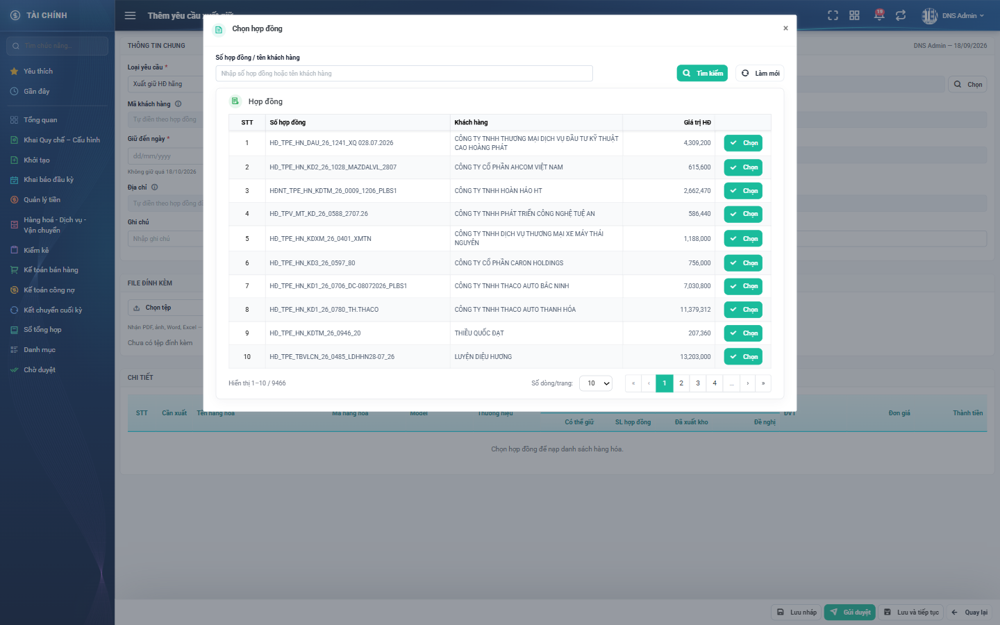 TÀI CHÍNH
Thêm yêu cầu xuất giữ
19
DNS Admin
Tìm chức năng...
Yêu thích
Gần đây
Tổng quan
Khai Quy chế – Cấu hình
Khởi tạo
Khai báo đầu kỳ
Quản lý tiền
Hàng hoá - Dịch vụ -
Vận chuyển
Kiểm kê
Kế toán bán hàng
Kế toán công nợ
Kết chuyển cuối kỳ
Sổ tổng hợp
Danh mục
Chờ duyệt
THÔNG TIN CHUNG
DNS Admin — 18/09/2026
Loại yêu cầu *
Xuất giữ HĐ hãng
Chọn
Mã khách hàng
Tự điền theo hợp đồng
Giữ đến ngày *
dd/mm/yyyy
Không giữ quá 18/10/2026
Địa chỉ
Tự điền theo hợp đồng
Ghi chú
Nhập ghi chú
FILE ĐÍNH KÈM
Chọn tệp
Nhận PDF, ảnh, Word, Excel —
Chưa có tệp đính kèm
CHI TIẾT
Chọn hợp đồng
×
Số hợp đồng / tên khách hàng
Nhập số hợp đồng hoặc tên khách hàng
Tìm kiếm
Làm mới
Hợp đồng
STT Số hợp đồng Khách hàng Giá trị HĐ
1 HĐ_TPE_HN_DAU_26_1241_XQ 028.07.2026 CÔNG TY TNHH THƯƠNG MẠI DỊCH VỤ ĐẦU TƯ KỸ THUẬT CAO HOÀNG PHÁT 4,309,200 Chọn
2 HĐ_TPE_HN_KD2_26_1028_MAZDALVL_2807 CÔNG TY CỔ PHẦN AHCOM VIỆT NAM 615,600 Chọn
3 HĐNT_TPE_HN_KDTM_26_0009_1206_PLBS1 CÔNG TY TNHH HOÀN HẢO HT 2,662,470 Chọn
4 HĐ_TPV_MT_KD_26_0588_2707.26 CÔNG TY TNHH PHÁT TRIỂN CÔNG NGHỆ TUỆ AN 586,440 Chọn
5 HĐ_TPE_HN_KDXM_26_0401_XMTN CÔNG TY TNHH DỊCH VỤ THƯƠNG MẠI XE MÁY THÁI NGUYÊN 1,188,000 Chọn
6 HĐ_TPE_HN_KD3_26_0597_80 CÔNG TY CỔ PHẦN CARON HOLDINGS 756,000 Chọn
7 HĐ_TPE_HN_KD1_26_0706_DC-08072026_PLBS1 CÔNG TY TNHH THACO AUTO BẮC NINH 7,030,800 Chọn
8 HĐ_TPE_HN_KD1_26_0780_TH.THACO CÔNG TY TNHH THACO AUTO THANH HÓA 11,379,312 Chọn
9 HĐ_TPE_HN_KDTM_26_0946_20 THIỀU QUỐC ĐẠT 207,360 Chọn
10 HĐ_TPE_TBVLCN_26_0485_LDHHN28-07_26 LUYỆN DIỆU HƯƠNG 13,203,000 Chọn
Hiển thị 1–10 / 9466
Số dòng/trang: 10
« ‹ 1 2 3 4 ... › »
STT Cần xuất Tên hàng hóa Mã hàng hóa Model Thương hiệu ĐVT Đơn giá Thành tiền
Có thể giữ SL hợp đồng Đã xuất kho Đề nghị
Chọn hợp đồng để nạp danh sách hàng hóa.
Lưu nháp
Gửi duyệt
Lưu và tiếp tục
Quay lại